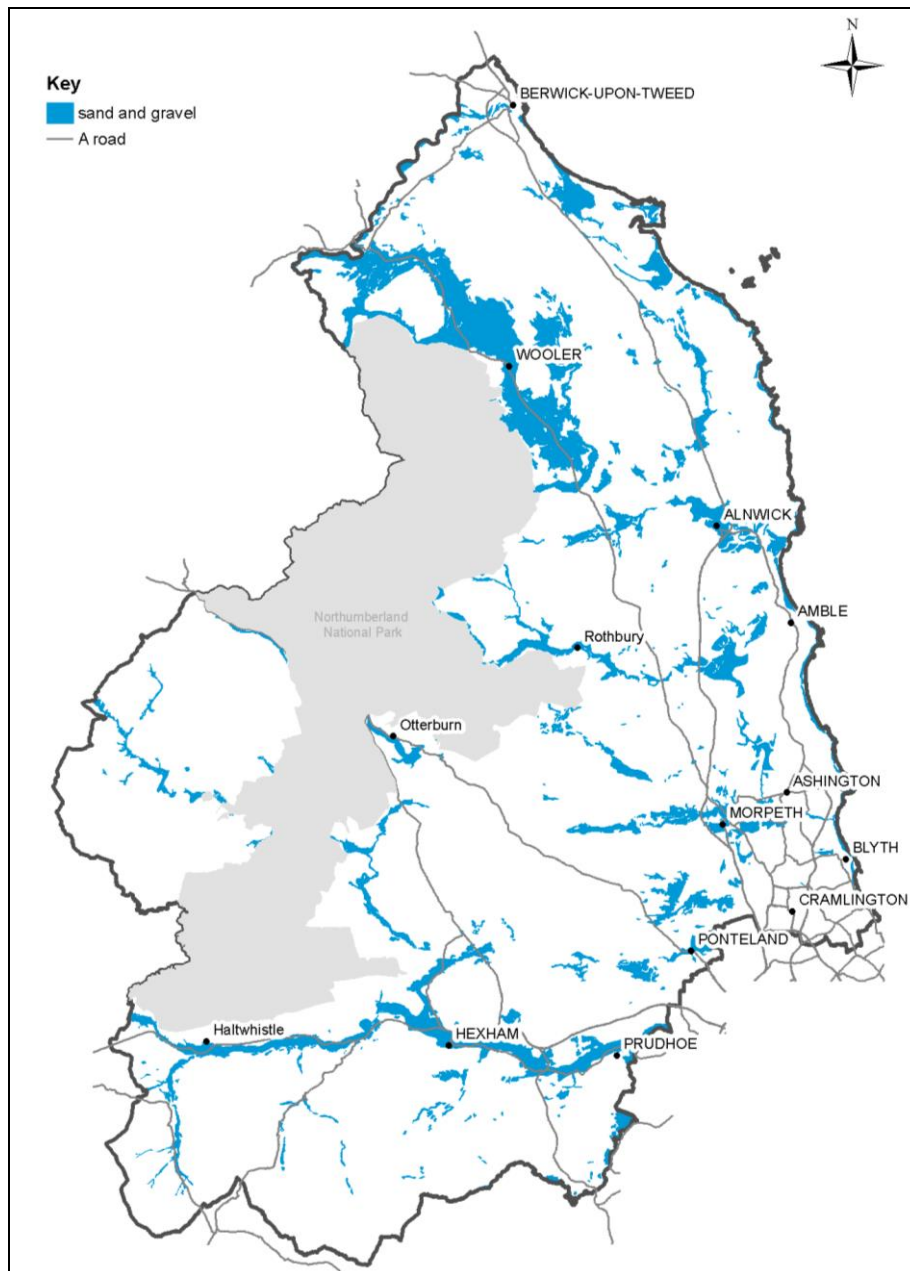 N
Key
sand and gravel
A road
BERWICK-UPON-TWEED
WOOLER
ALNWICK
Northumberland
National Park
AMBLE
Rothbury
Otterburn
ASHINGTON
MORPETH
BLYTH
CRAMLINGTON
PONTELAND
Haltwhistle
HEXHAM
PRUDHOE